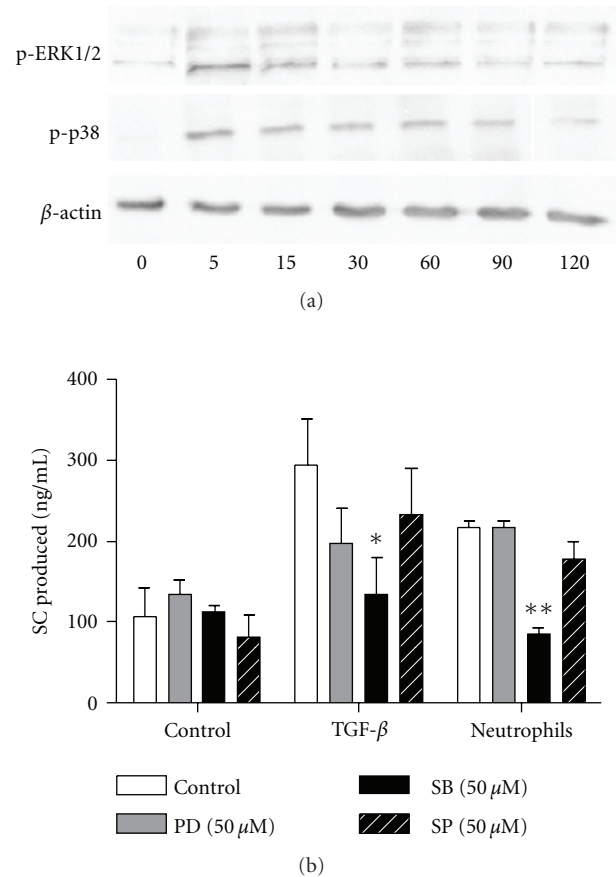 p-ERK1/2
p-p38
β-actin
0 5 15 30 60 90 120
(a)
400
300
200
100
0
SC produced (ng/mL)
*
**
Control TGF-β Neutrophils
Control SB (50 μM)
PD (50 μM) SP (50 μM)
(b)